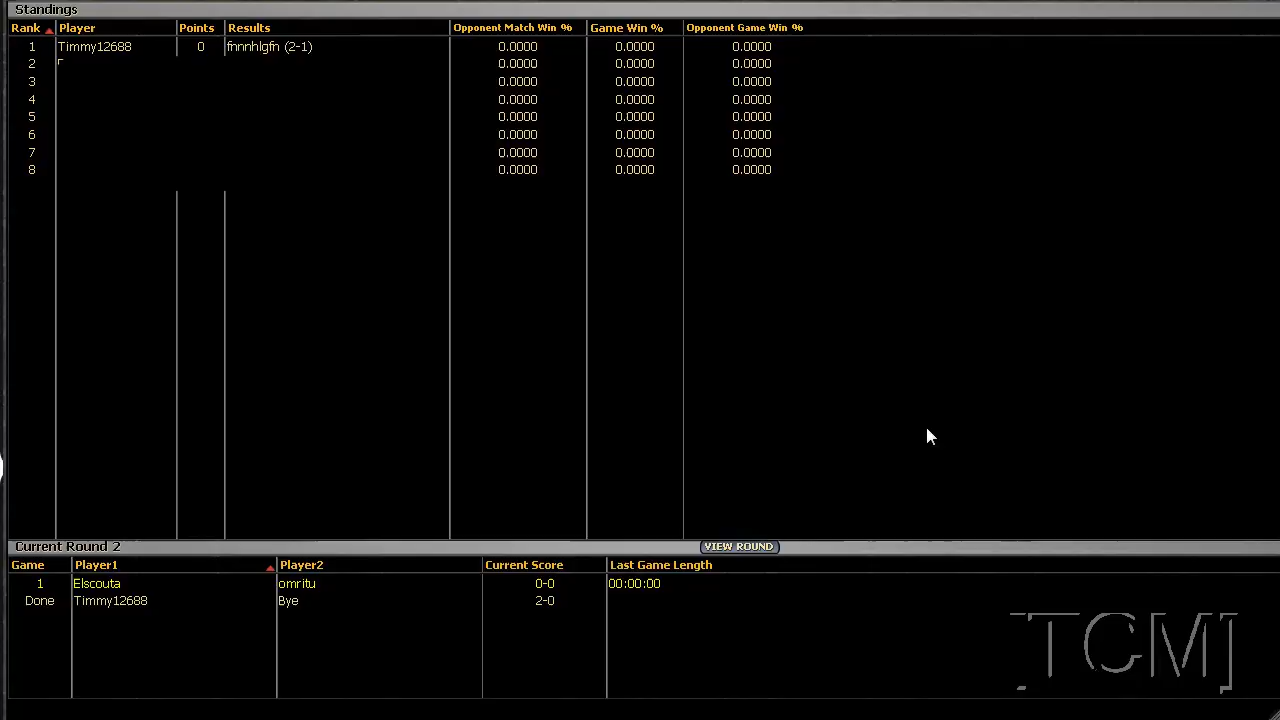 Standings
Rank Player Points Results Opponent Match Win % Game Win % Opponent Game Win %
1 Timmy12688 0 fnnnhlgfn (2-1) 0.0000 0.0000 0.0000
2 0.0000 0.0000 0.0000
3 0.0000 0.0000 0.0000
4 0.0000 0.0000 0.0000
5 0.0000 0.0000 0.0000
6 0.0000 0.0000 0.0000
7 0.0000 0.0000 0.0000
8 0.0000 0.0000 0.0000
Current Round 2 VIEW ROUND
Game Player1 Player2 Current Score Last Game Length
1 Elscouta omritu 0-0 00:00:00
Done Timmy12688 Bye 2-0
[TCM]